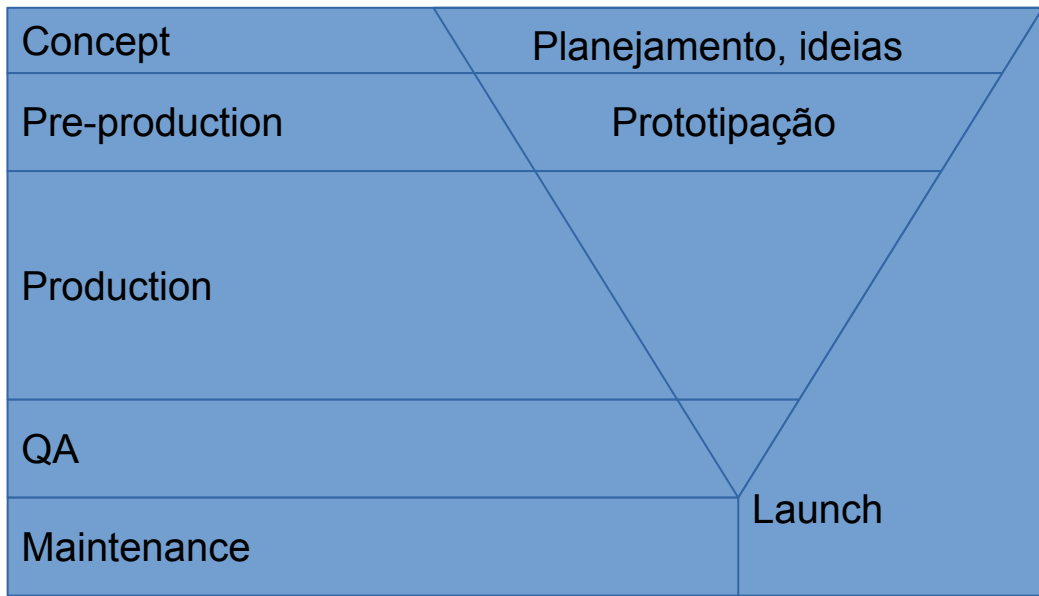 Concept
Planejamento, ideias
Pre-production
Prototipação
Production
QA
Launch
Maintenance